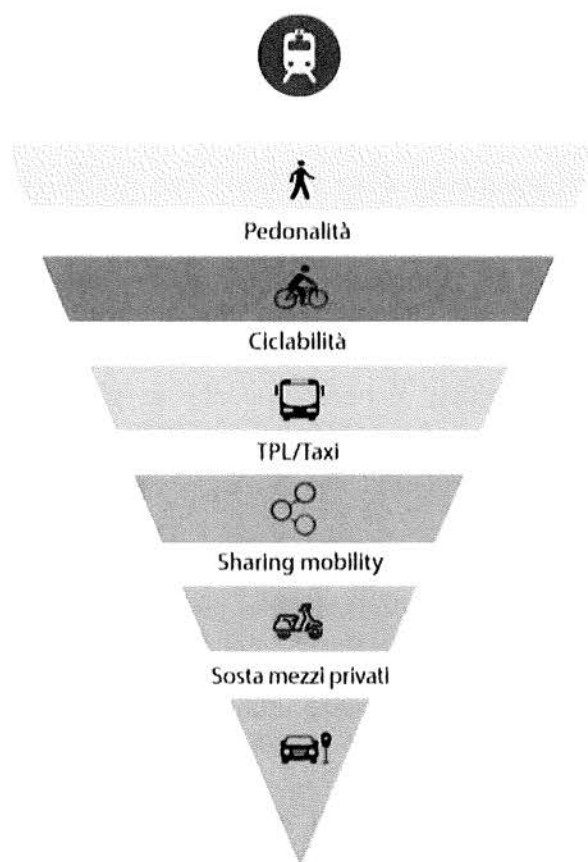 Pedonalità
Ciclabilità
TPL/Taxi
Sharing mobility
Sosta mezzi privati